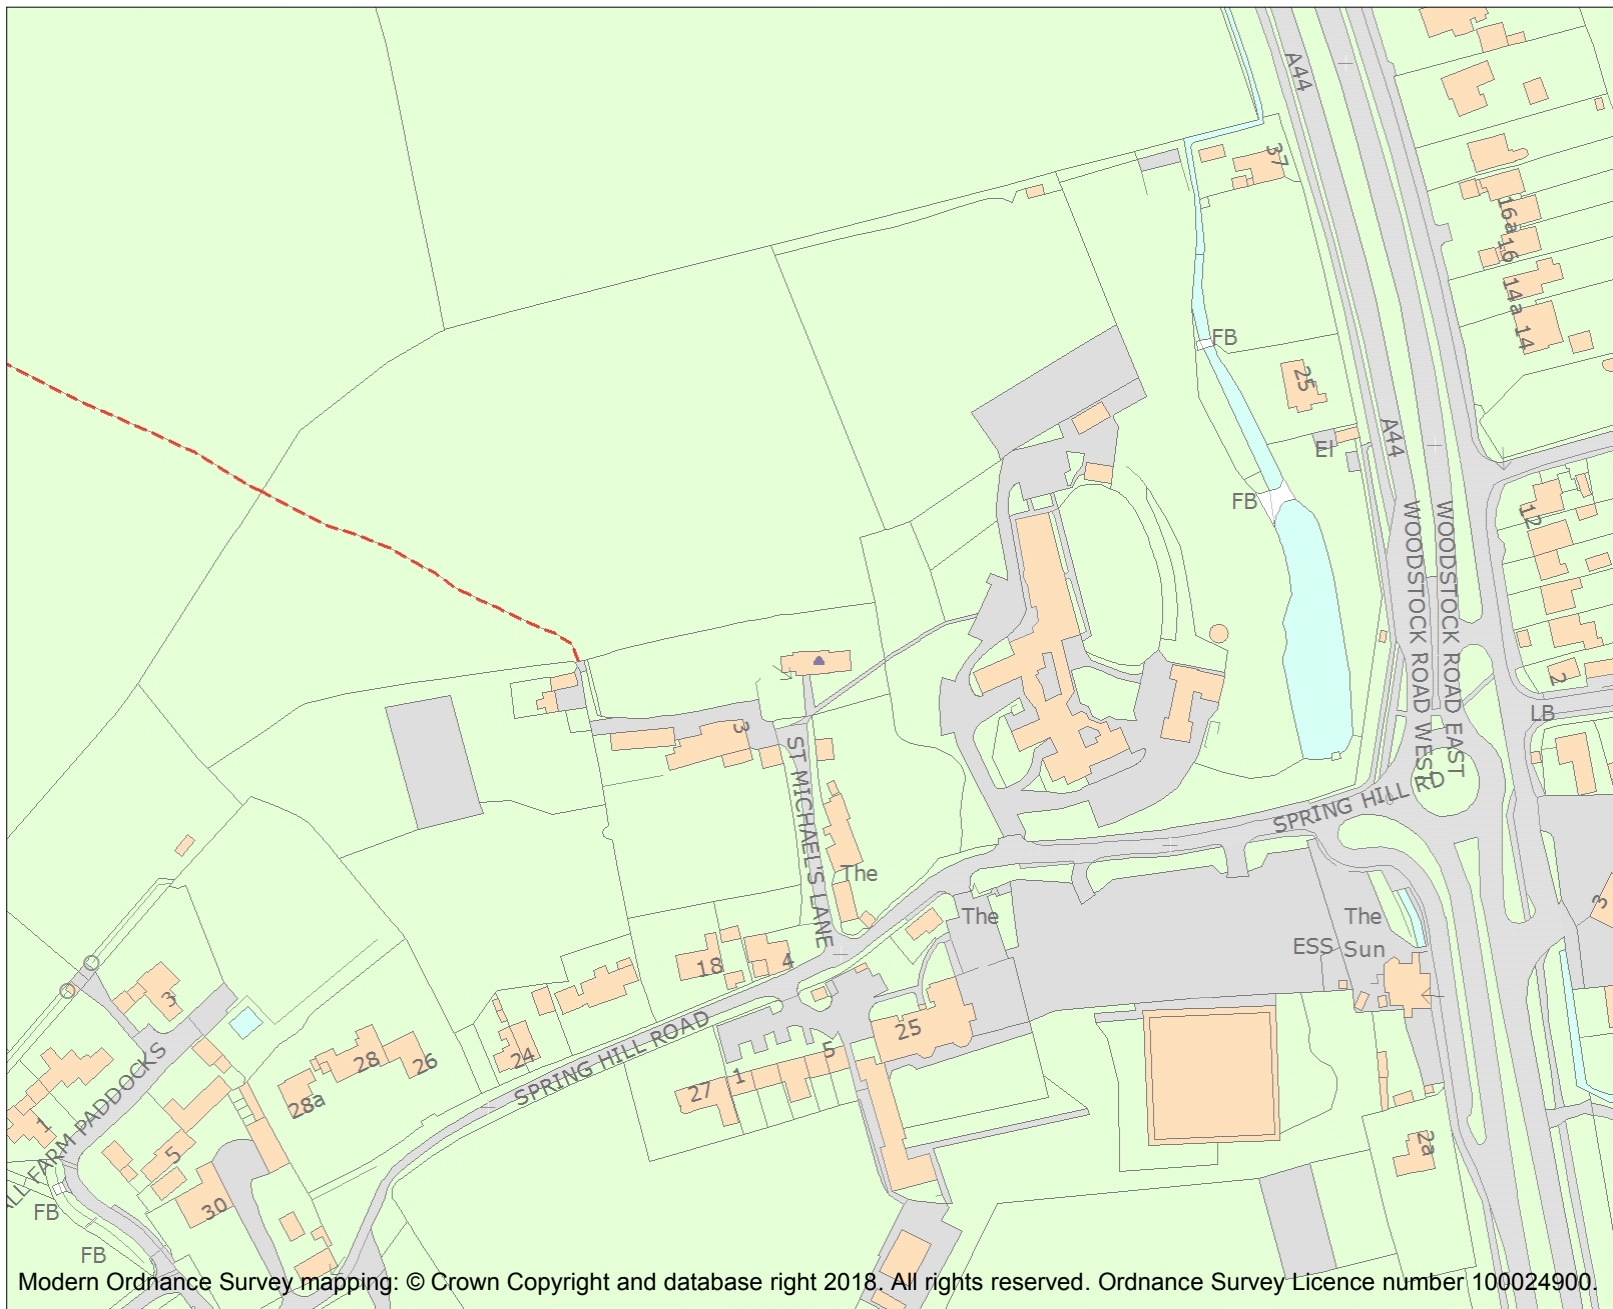 A44
37
16a
16
14a
14
FB
25
A44
El
FB
12
WOODSTOCK ROAD WEST
WOODSTOCK ROAD EAST
2
LB
3
ST MICHAEL'S LANE
SPRING HILL RD
The
The
The
ESS
Sun
3
18
4
3
25
5
24
SPRING HILL ROAD
28
26
28a
27
1
1
ALL FARM PADDOCKS
5
30
2a
FB
FB
Modern Ordnance Survey mapping: © Crown Copyright and database right 2018. All rights reserved. Ordnance Survey Licence number 100024900.